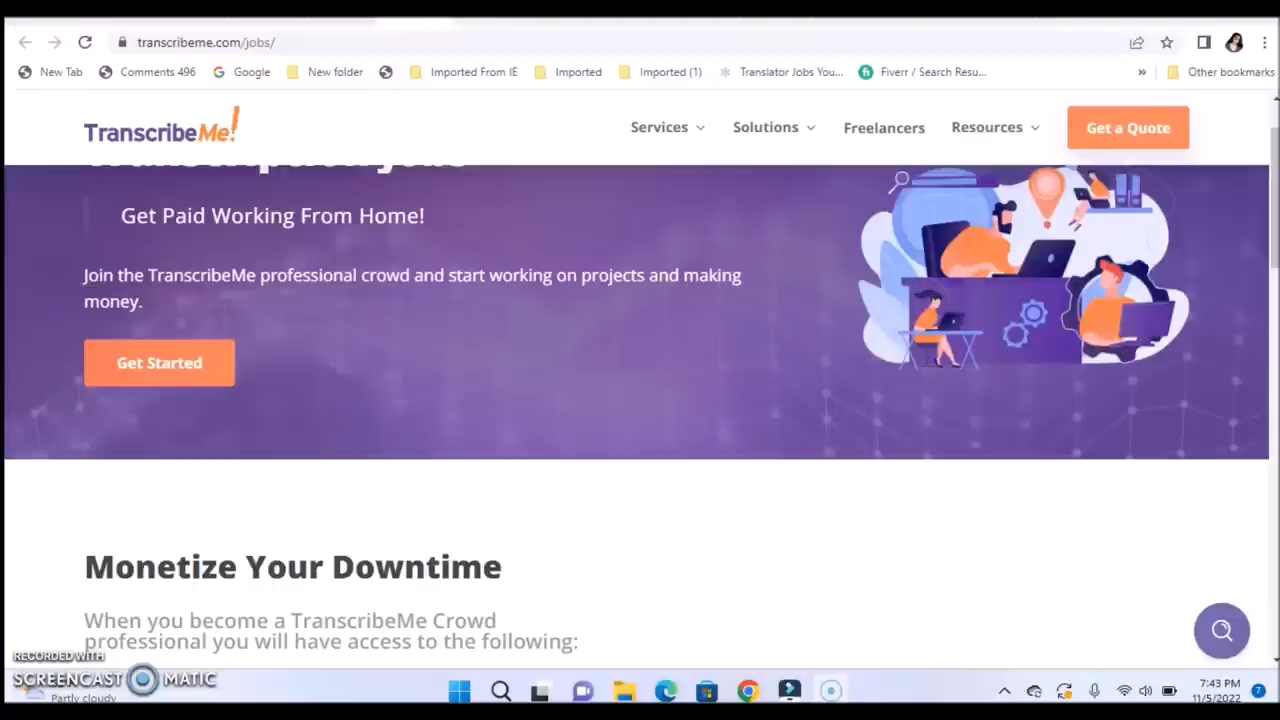 transcribeme.com/jobs/
New Tab
Comments 496
Google
New folder
Imported From IE
Imported
Imported (1)
Translator Jobs You...
Fiverr / Search Resu...
»
Other bookmarks
TranscribeMe!
Services
Solutions
Freelancers
Resources
Get a Quote
Get Paid Working From Home!
Join the TranscribeMe professional crowd and start working on projects and making
money.
Get Started
Monetize Your Downtime
When you become a TranscribeMe Crowd
professional you will have access to the following:
RECORDED WITH
SCREENCAST MATIC
Partly cloudy
7:43 PM
11/5/2022
7